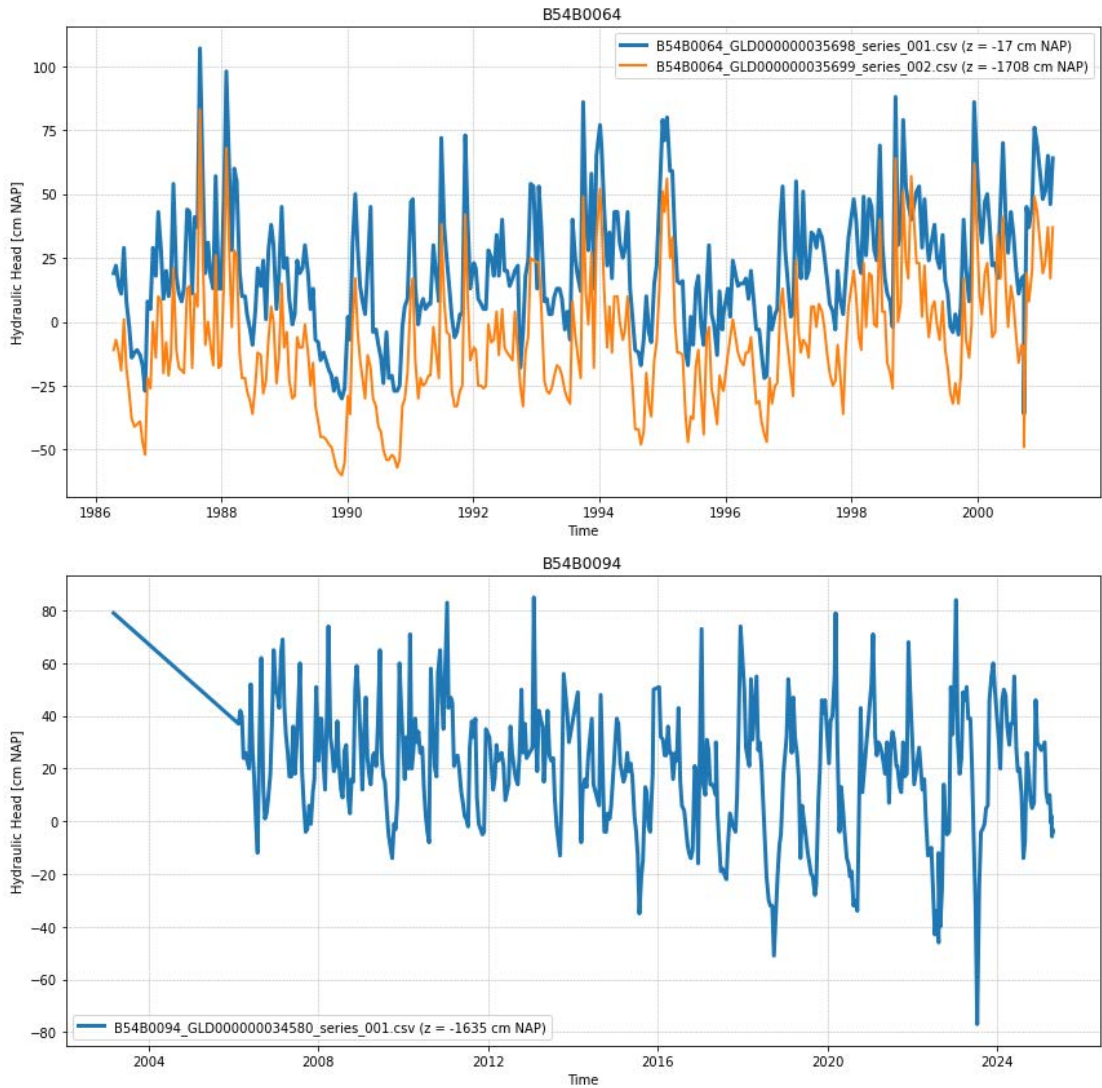 B54B0064
B54B0064_GLD000000035698_series_001.csv (z = -17 cm NAP)
B54B0064_GLD000000035699_series_002.csv (z = -1708 cm NAP)
100
75
50
25
0
−25
−50
Hydraulic Head [cm NAP]
1986 1988 1990 1992 1994 1996 1998 2000
Time
B54B0094
80
60
40
20
0
−20
−40
−60
−80
Hydraulic Head [cm NAP]
B54B0094_GLD000000034580_series_001.csv (z = -1635 cm NAP)
2004 2008 2012 2016 2020 2024
Time